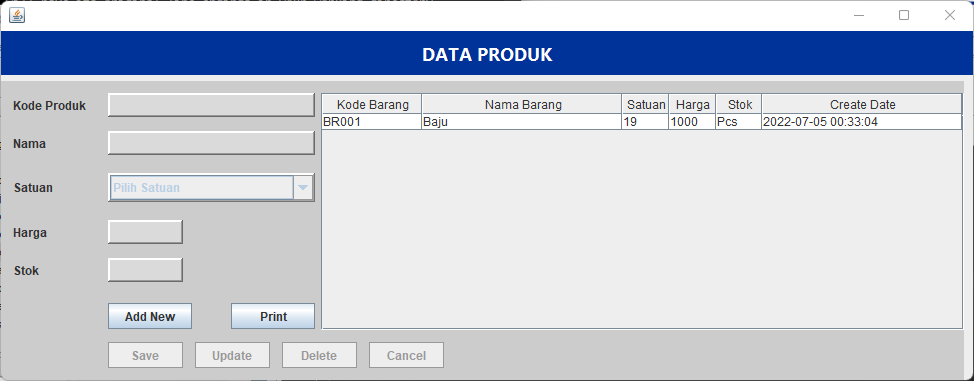 DATA PRODUK
Kode Produk
Nama
Satuan Pilih Satuan
Harga
Stok
Add New Print
Save Update Delete Cancel
Kode Barang Nama Barang Satuan Harga Stok Create Date
BR001 Baju 19 1000 Pcs 2022-07-05 00:33:04